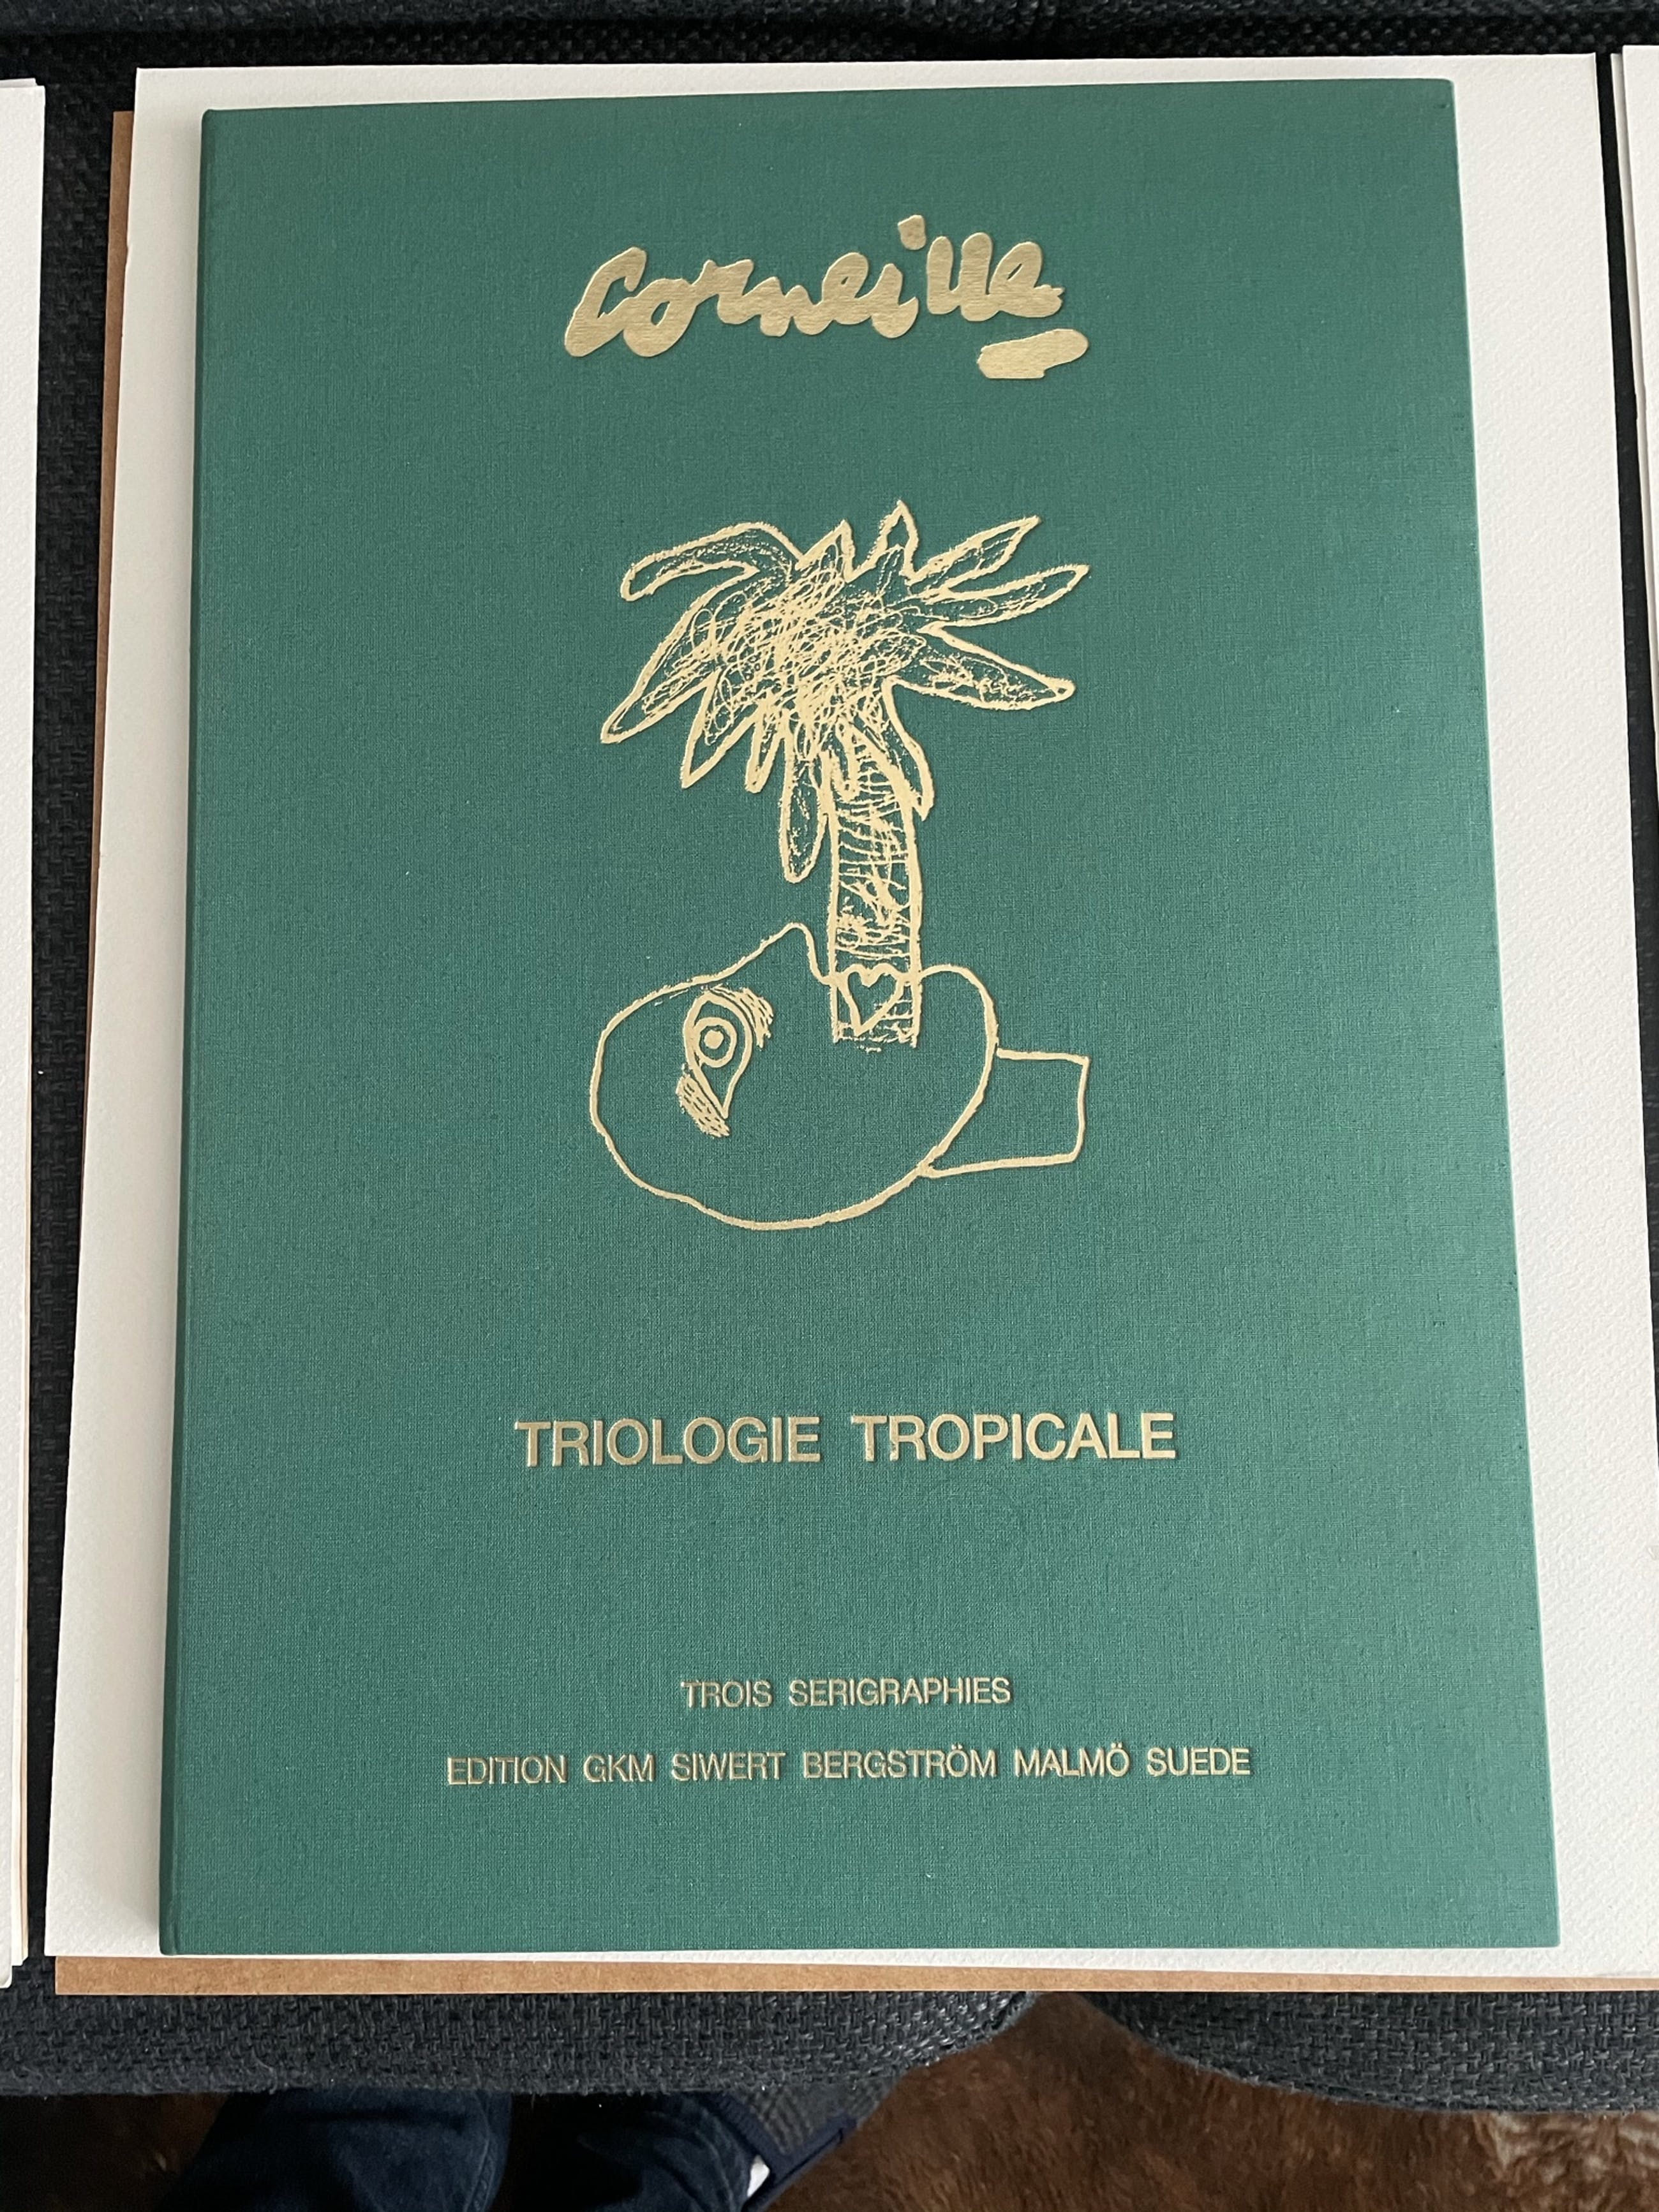 Corneille
TRIOLOGIE TROPICALE
TROIS SERIGRAPHIES
EDITION GKM SIWERT BERGSTRÖM MALMÖ SUEDE